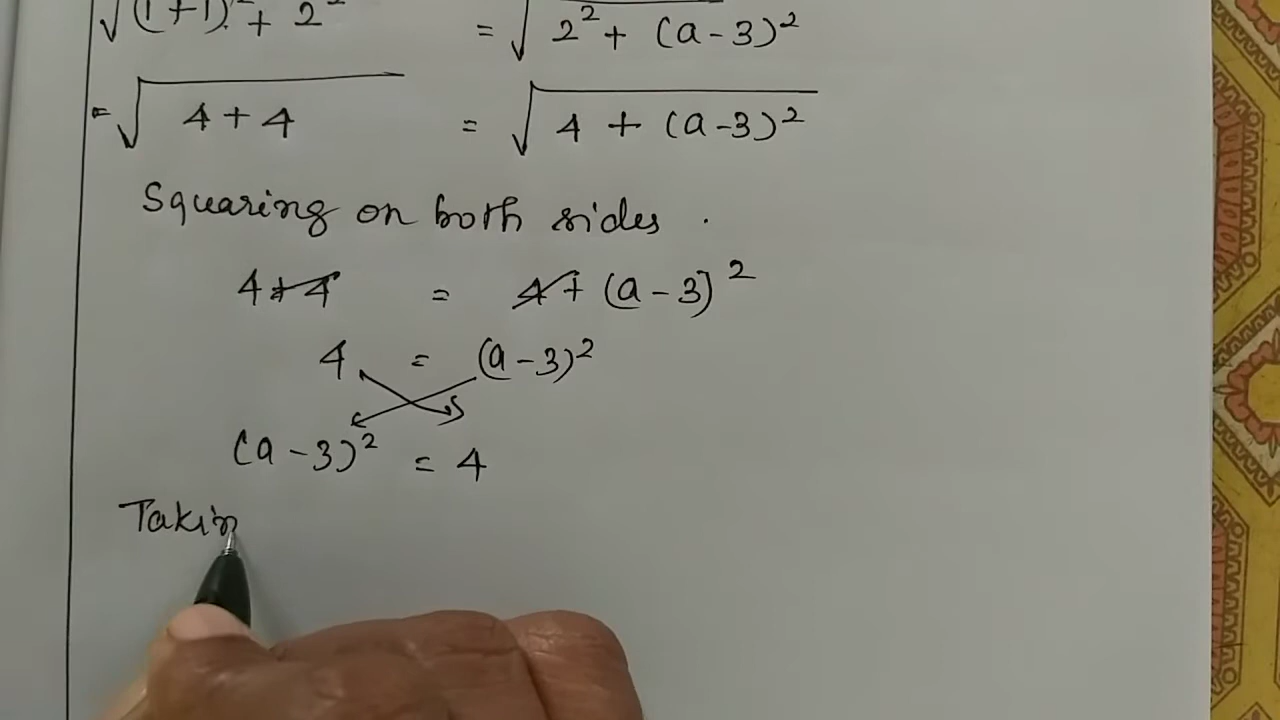 √(1+1)² + 2² = √2² + (a-3)²
= √4 + 4 = √4 + (a-3)²
Squaring on both sides .
4+4 = 4+ (a-3)²
4 = (a-3)²
(a-3)² = 4
Takin